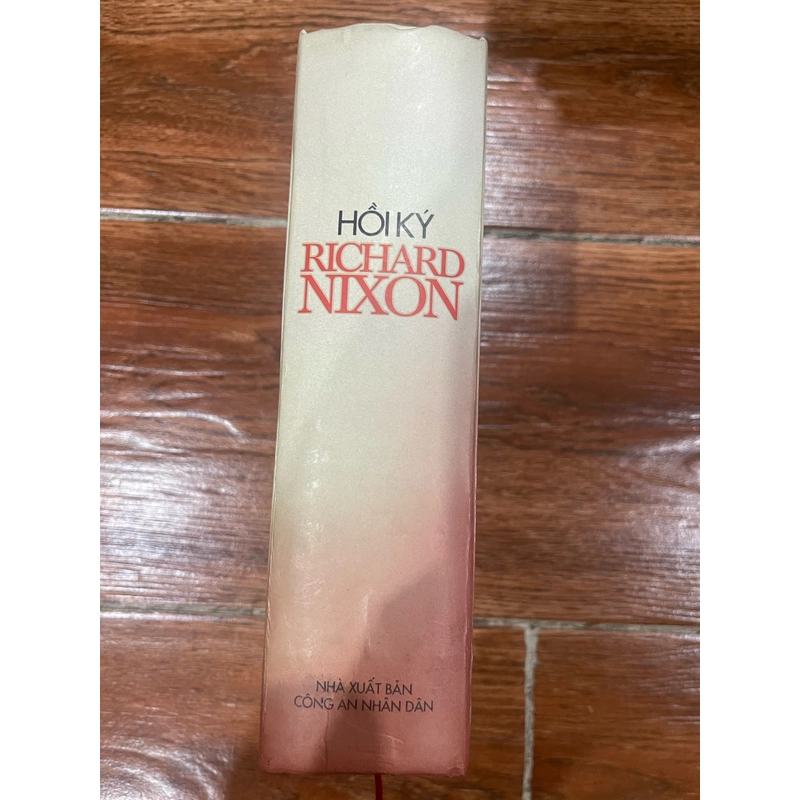 HỒI KÝ
RICHARD
NIXON
NHÀ XUẤT BẢN
CÔNG AN NHÂN DÂN